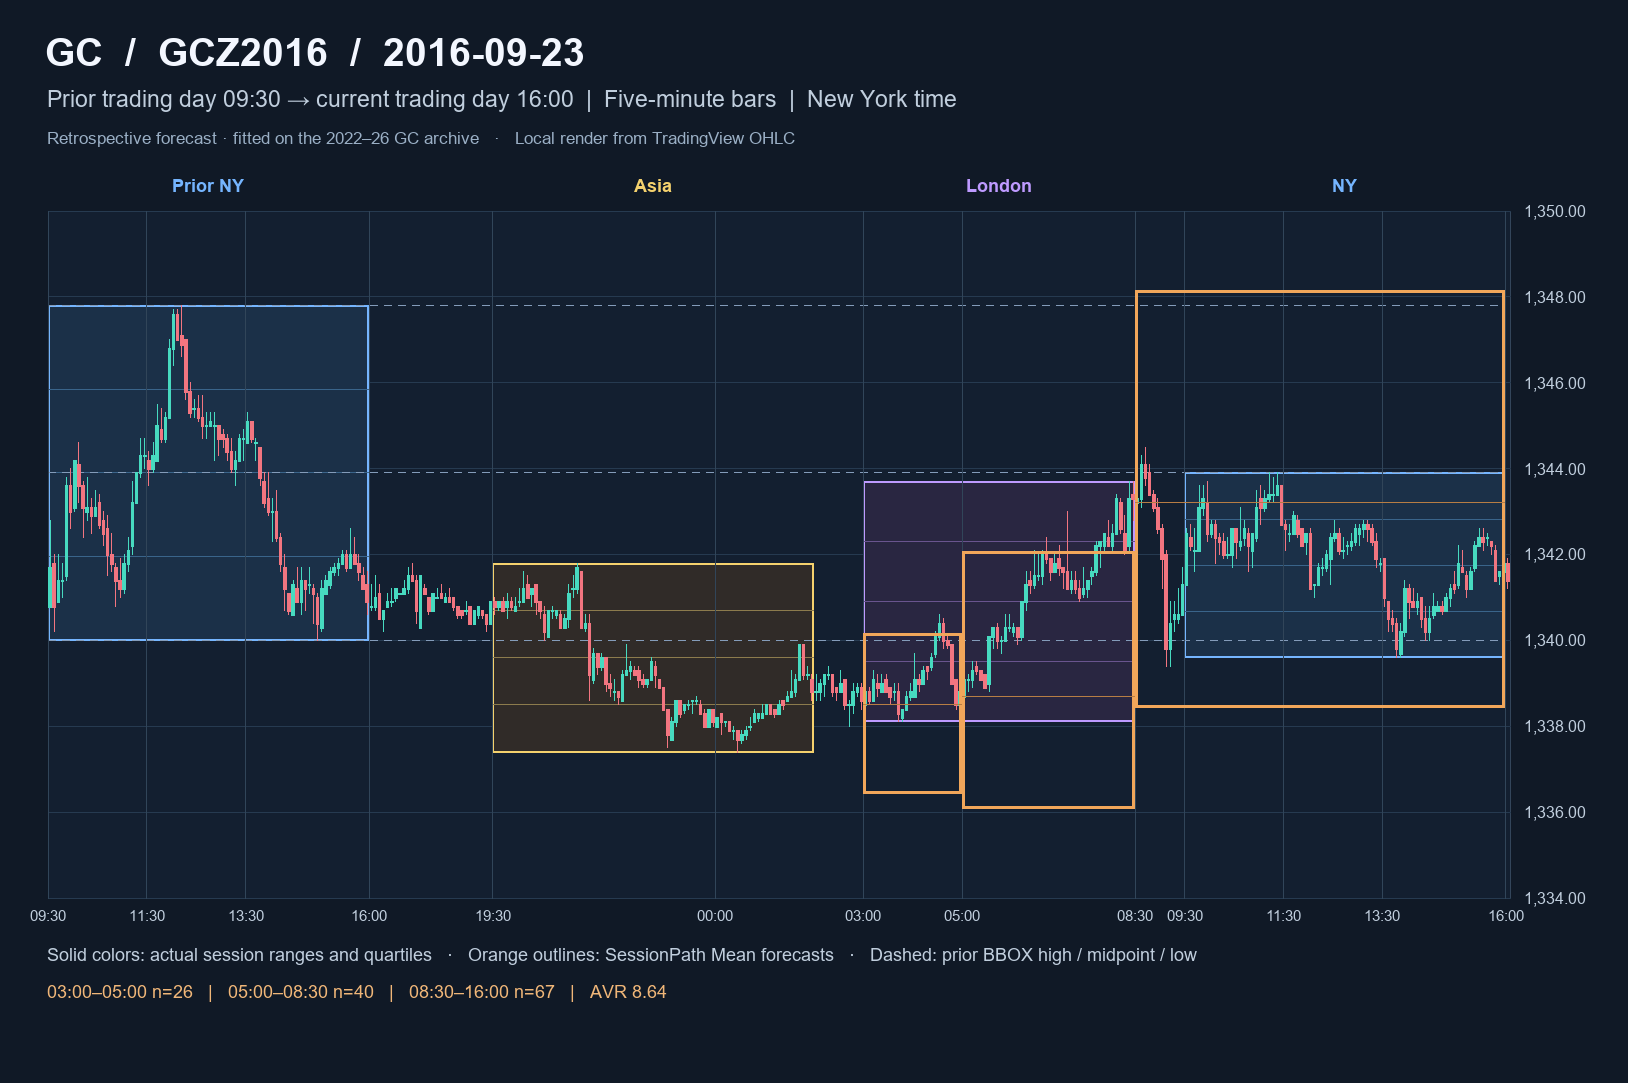 GC / GCZ2016 / 2016-09-23
Prior trading day 09:30 → current trading day 16:00 | Five-minute bars | New York time
Retrospective forecast · fitted on the 2022–26 GC archive · Local render from TradingView OHLC
Prior NY Asia London NY
1,350.00
1,348.00
1,346.00
1,344.00
1,342.00
1,340.00
1,338.00
1,336.00
1,334.00
09:30 11:30 13:30 16:00 19:30 00:00 03:00 05:00 08:30 09:30 11:30 13:30 16:00
Solid colors: actual session ranges and quartiles · Orange outlines: SessionPath Mean forecasts · Dashed: prior BBOX high / midpoint / low
03:00–05:00 n=26 | 05:00–08:30 n=40 | 08:30–16:00 n=67 | AVR 8.64